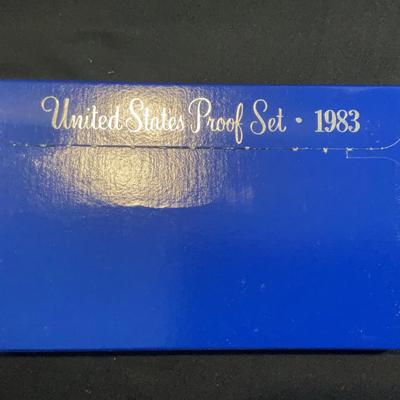 United States Proof Set • 1983